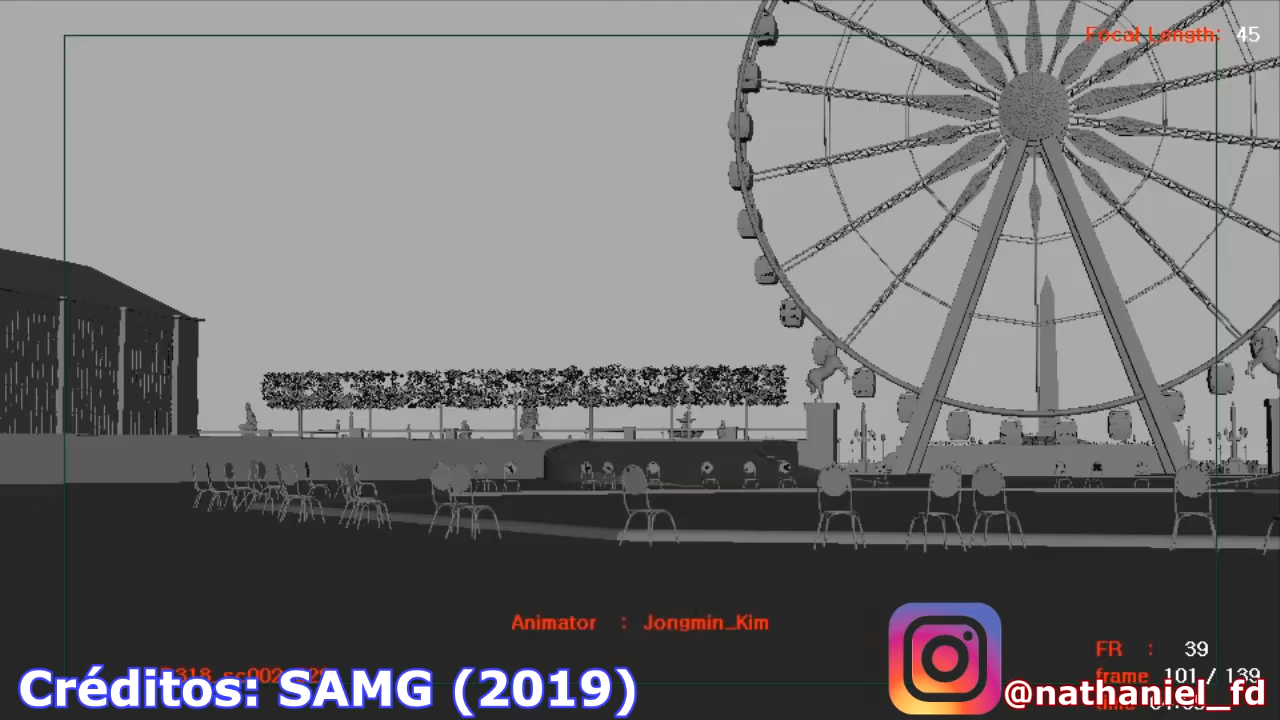 Focal Length: 45
Animator : Jongmin_Kim
FR : 39
frame 101 / 139
Créditos: SAMG (2019)
@nathaniel_fd